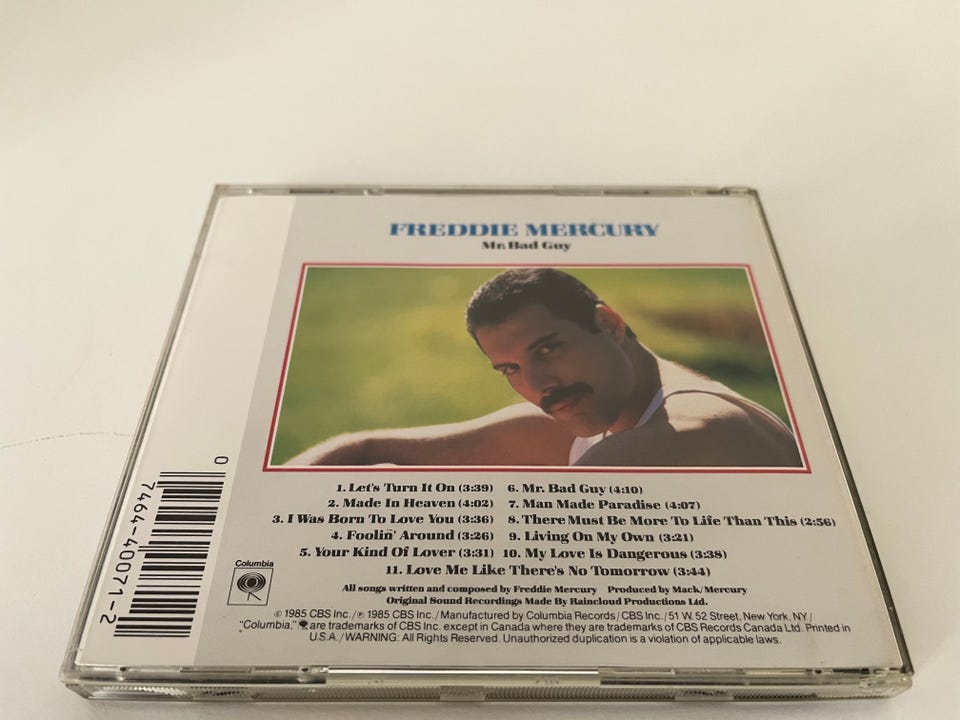 FREDDIE MERCURY
Mr. Bad Guy
1. Let's Turn It On (3:39) 6. Mr. Bad Guy (4:10)
2. Made In Heaven (4:02) 7. Man Made Paradise (4:07)
3. I Was Born To Love You (3:36) 8. There Must Be More To Life Than This (2:56)
4. Foolin' Around (3:26) 9. Living On My Own (3:21)
5. Your Kind Of Lover (3:31) 10. My Love Is Dangerous (3:38)
11. Love Me Like There's No Tomorrow (3:44)
All songs written and composed by Freddie Mercury Produced by Mack/Mercury
Original Sound Recordings Made By Raincloud Productions Ltd.
© 1985 CBS Inc./℗ 1985 CBS Inc./Manufactured by Columbia Records/CBS Inc./51 W. 52 Street, New York, NY/
"Columbia," are trademarks of CBS Inc. except in Canada where they are trademarks of CBS Records Canada Ltd. Printed in
U.S.A./WARNING: All Rights Reserved. Unauthorized duplication is a violation of applicable laws.
Columbia
0 7464-40071-2